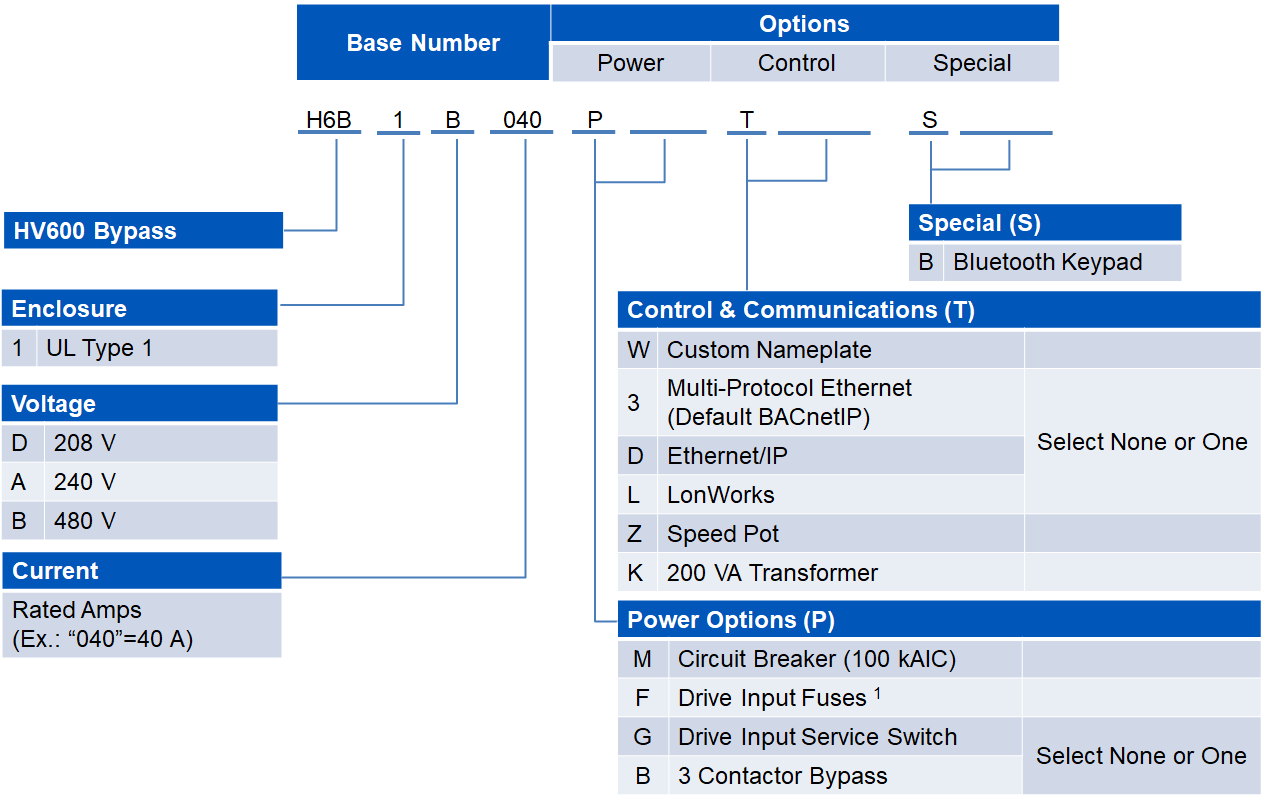 Base Number
Options
Power Control Special
H6B 1 B 040 P T S
HV600 Bypass
Enclosure
1 UL Type 1
Voltage
D 208 V
A 240 V
B 480 V
Current
Rated Amps
(Ex.: “040”=40 A)
Special (S)
B Bluetooth Keypad
Control & Communications (T)
W Custom Nameplate
3 Multi-Protocol Ethernet
(Default BACnetIP)
D Ethernet/IP
L LonWorks
Select None or One
Z Speed Pot
K 200 VA Transformer
Power Options (P)
M Circuit Breaker (100 kAIC)
F Drive Input Fuses ¹
G Drive Input Service Switch
B 3 Contactor Bypass
Select None or One